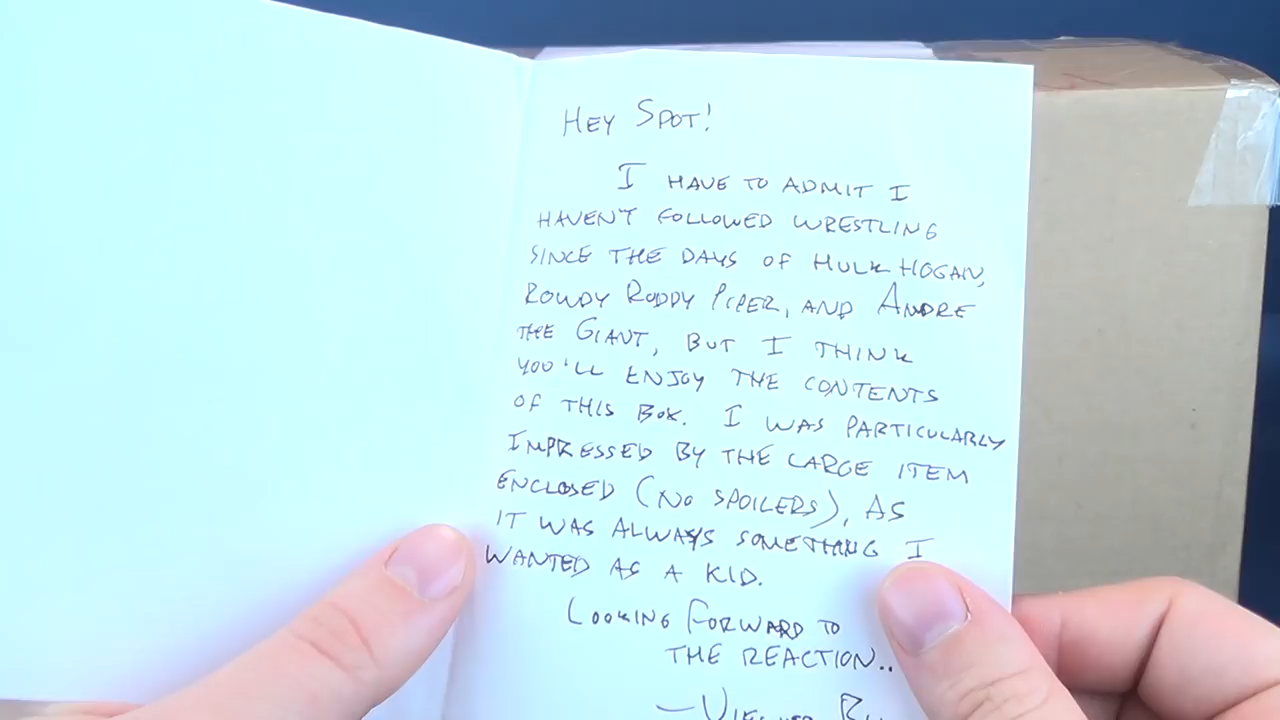 HEY SPOT!
I HAVE TO ADMIT I
HAVEN'T FOLLOWED WRESTLING
SINCE THE DAYS OF HULK HOGAN,
ROWDY RODDY PIPER, AND ANDRE
THE GIANT, BUT I THINK
YOU'LL ENJOY THE CONTENTS
OF THIS BOX. I WAS PARTICULARLY
IMPRESSED BY THE LARGE ITEM
ENCLOSED (NO SPOILERS), AS
IT WAS ALWAYS SOMETHING I
WANTED AS A KID.
LOOKING FORWARD TO
THE REACTION..